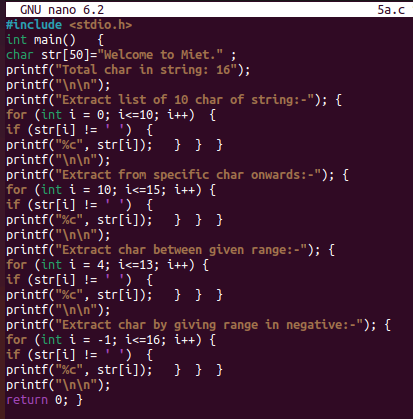 GNU nano 6.2 5a.c
#include <stdio.h>
int main()   {
char str[50]="Welcome to Miet." ;
printf("Total char in string: 16");
printf("\n\n");
printf("Extract list of 10 char of string:-"); {
for (int i = 0; i<=10; i++)  {
if (str[i] != ' ')  {
printf("%c", str[i]);   }  }  }
printf("\n\n");
printf("Extract from specific char onwards:-"); {
for (int i = 10; i<=15; i++) {
if (str[i] != ' ')  {
printf("%c", str[i]);   }  }  }
printf("\n\n");
printf("Extract char between given range:-"); {
for (int i = 4; i<=13; i++) {
if (str[i] != ' ')  {
printf("%c", str[i]);   }  }  }
printf("\n\n");
printf("Extract char by giving range in negative:-"); {
for (int i = -1; i<=16; i++) {
if (str[i] != ' ')  {
printf("%c", str[i]);   }  }  }
printf("\n\n");
return 0; }